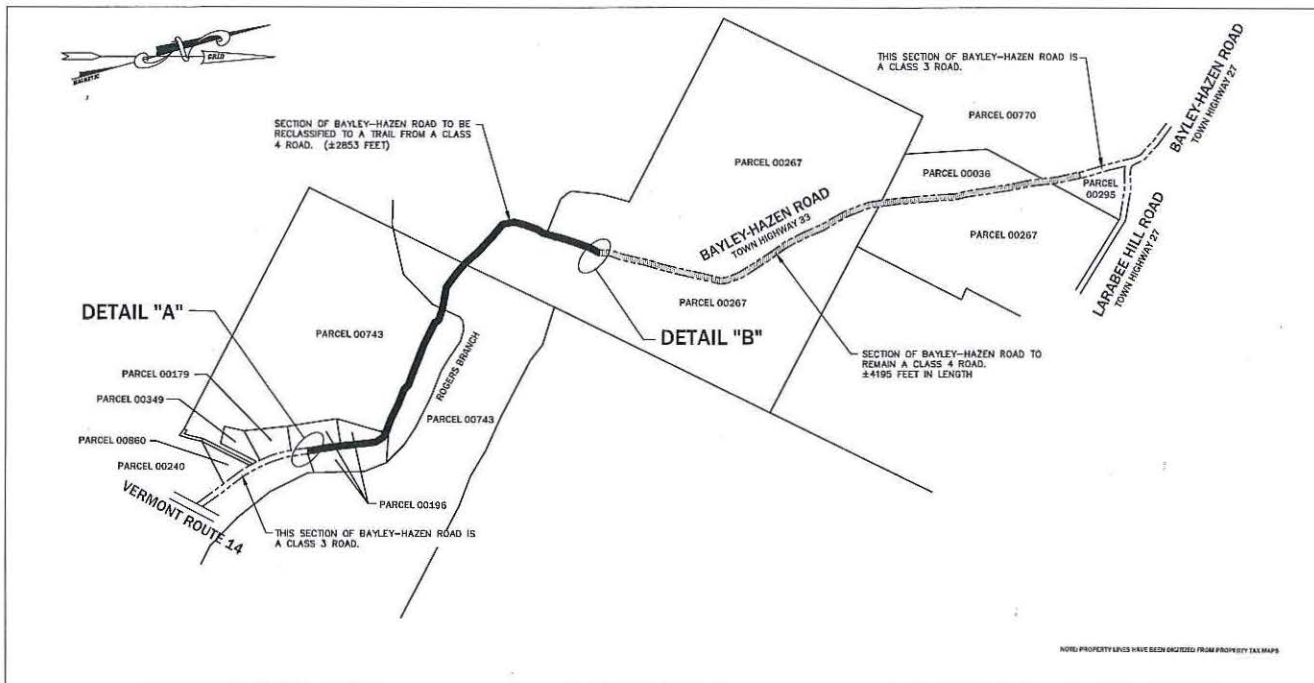 GRID
MAGNETIC
THIS SECTION OF BAYLEY-HAZEN ROAD IS
A CLASS 3 ROAD.
BAYLEY-HAZEN ROAD
TOWN HIGHWAY 27
PARCEL 00770
SECTION OF BAYLEY-HAZEN ROAD TO BE
RECLASSIFIED TO A TRAIL FROM A CLASS
4 ROAD. (±2853 FEET)
PARCEL 00267
PARCEL 00036
PARCEL
00295
BAYLEY-HAZEN ROAD
TOWN HIGHWAY 33
PARCEL 00267
LARABEE HILL ROAD
TOWN HIGHWAY 27
PARCEL 00267
DETAIL "A"
DETAIL "B"
PARCEL 00743
ROGERS BRANCH
SECTION OF BAYLEY-HAZEN ROAD TO
REMAIN A CLASS 4 ROAD.
±4195 FEET IN LENGTH
PARCEL 00179
PARCEL 00349
PARCEL 00743
PARCEL 00860
PARCEL 00240
PARCEL 00196
VERMONT ROUTE 14
THIS SECTION OF BAYLEY-HAZEN ROAD IS
A CLASS 3 ROAD.
NOTE: PROPERTY LINES HAVE BEEN DIGITIZED FROM PROPERTY TAX MAPS